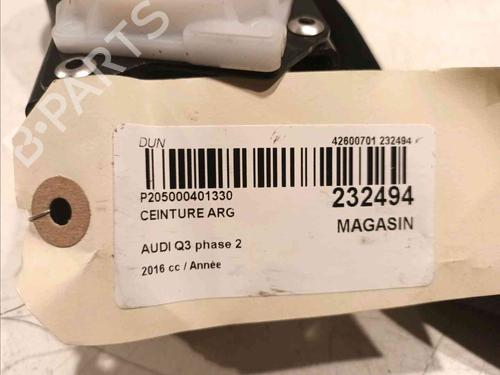 DUN
42600701 232494
P205000401330
232494
CEINTURE ARG
MAGASIN
AUDI Q3 phase 2
2016 cc / Année
B-PARTS